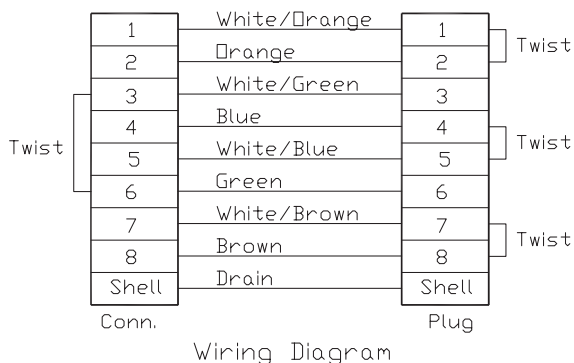 1 White/Orange 1
2 Orange 2 Twist
3 White/Green 3
4 Blue 4
Twist 5 White/Blue 5 Twist
6 Green 6
7 White/Brown 7
8 Brown 8 Twist
Shell Drain Shell
Conn. Plug
Wiring Diagram